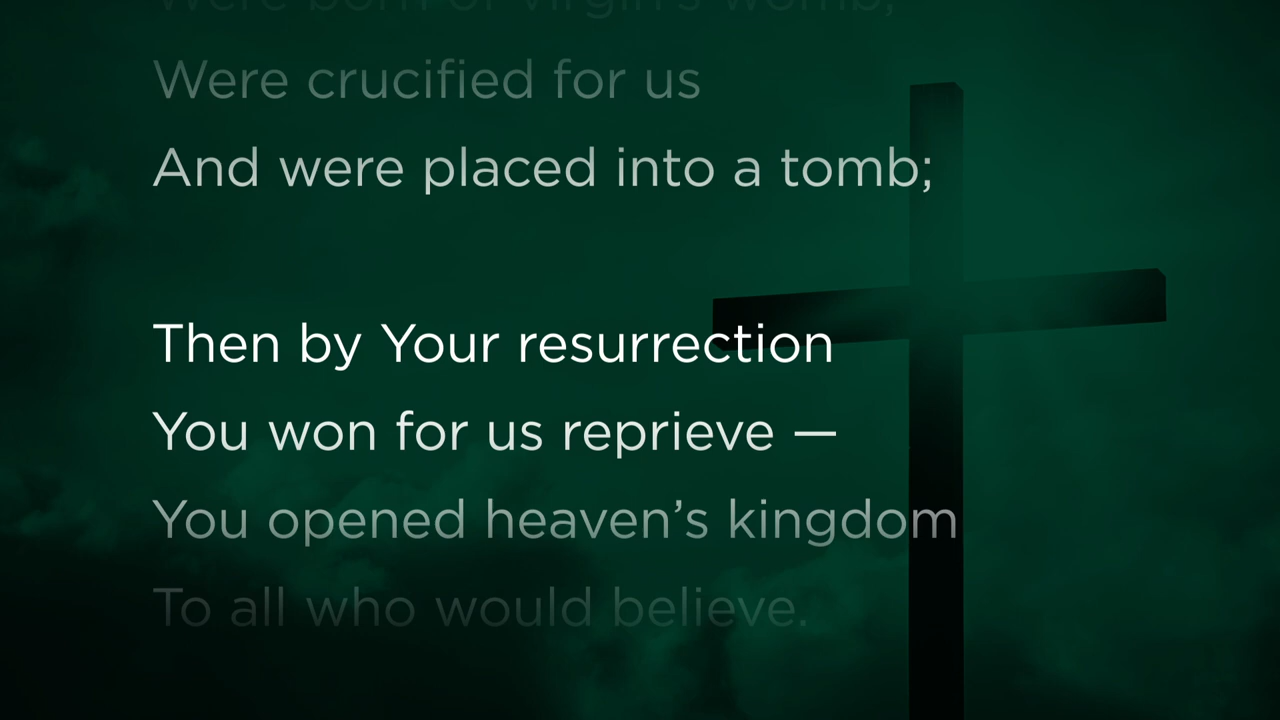 Were born of virgin's womb,
Were crucified for us
And were placed into a tomb;
Then by Your resurrection
You won for us reprieve —
You opened heaven’s kingdom
To all who would believe.